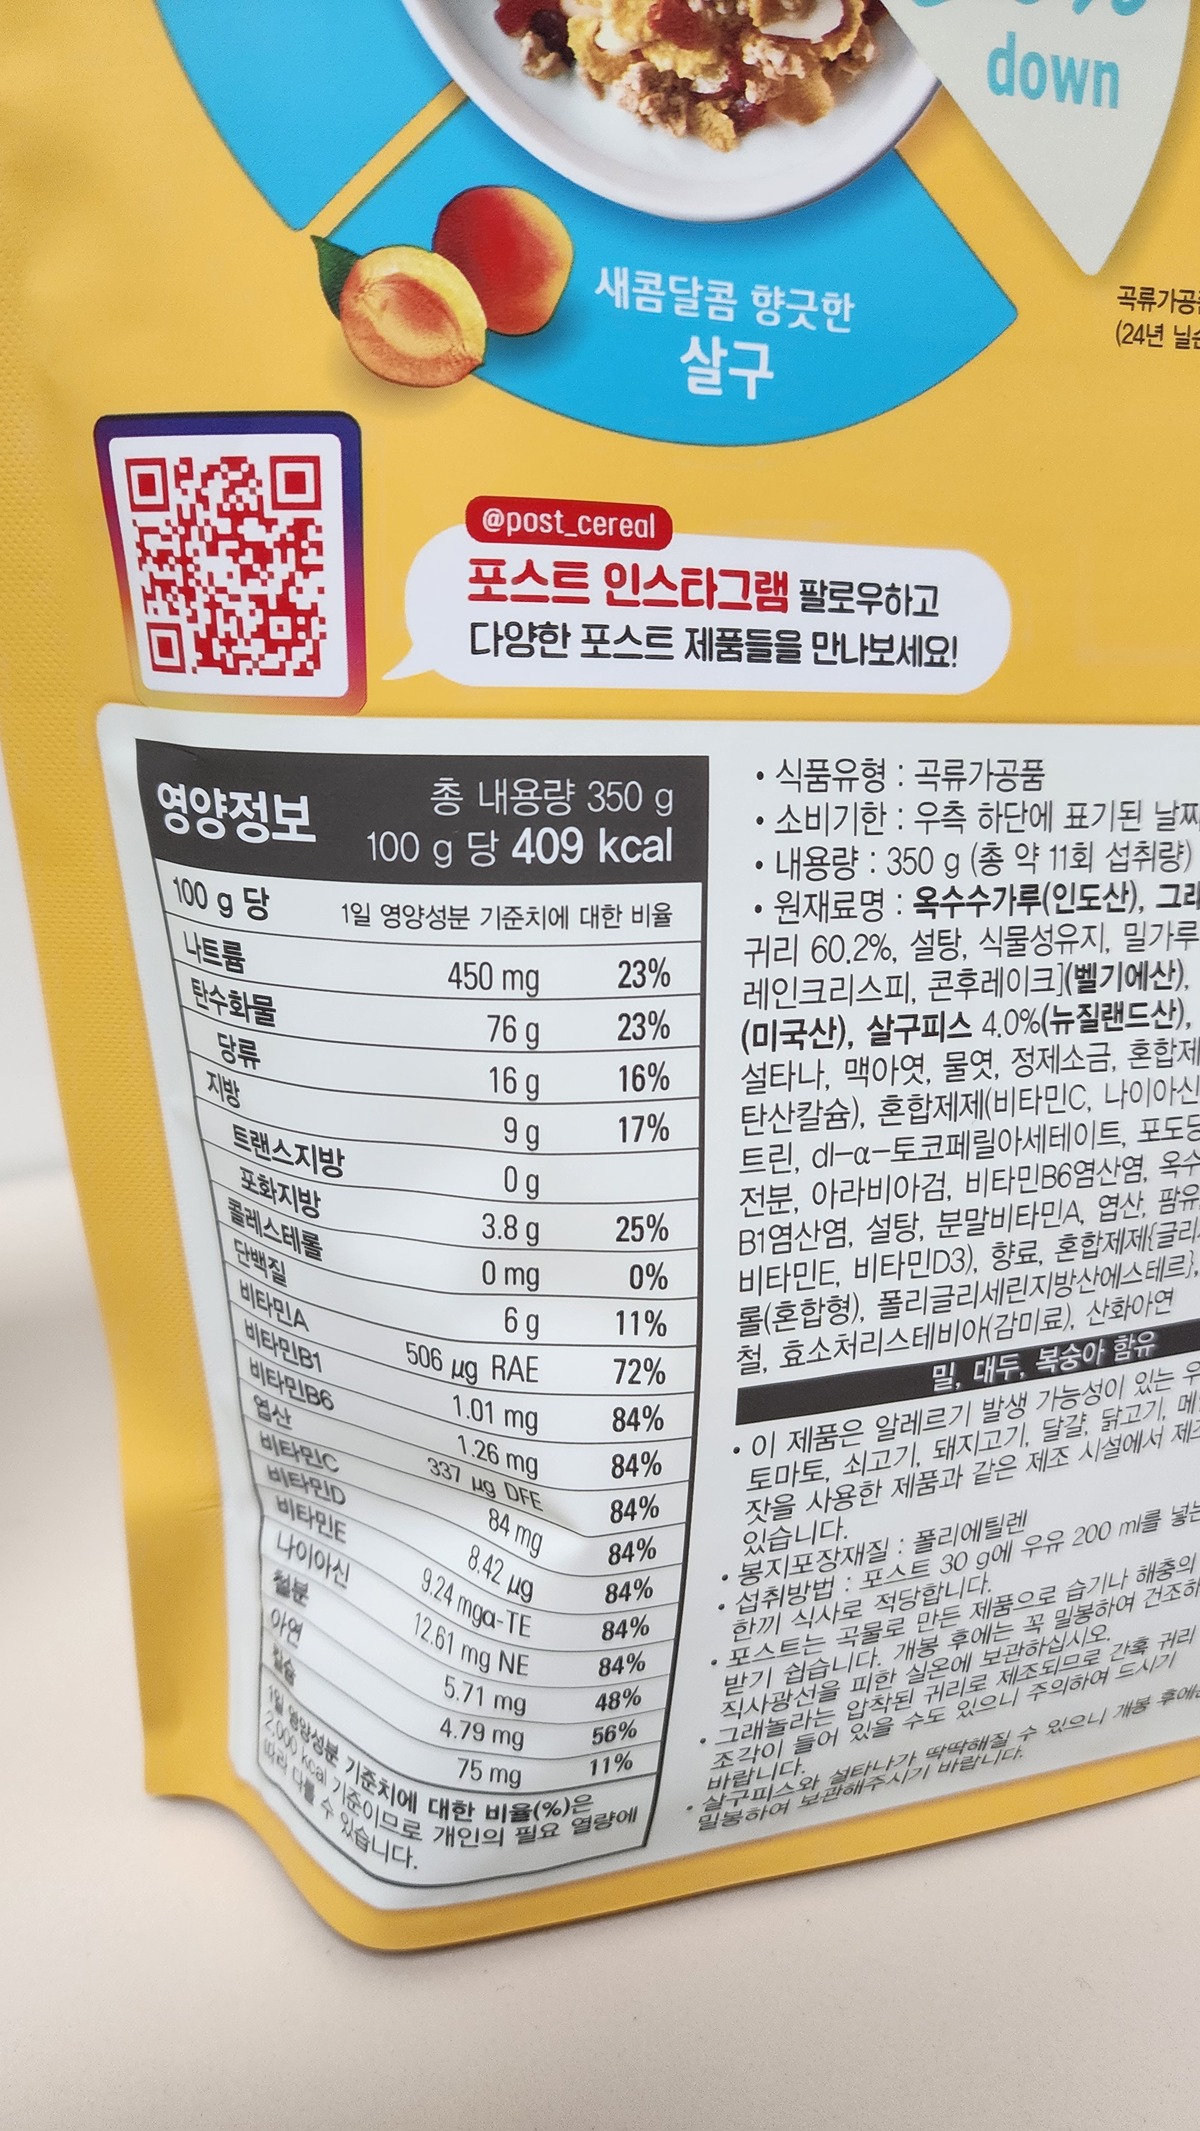 down
새콤달콤 향긋한
살구
곡류가공
(24년 닐슨
@post_cereal
포스트 인스타그램 팔로우하고
다양한 포스트 제품들을 만나보세요!
영양정보
총 내용량 350 g
100 g 당 409 kcal
100 g 당 1일 영양성분 기준치에 대한 비율
나트륨 450 mg 23%
탄수화물 76 g 23%
당류 16 g 16%
지방 9 g 17%
트랜스지방 0 g
포화지방 3.8 g 25%
콜레스테롤 0 mg 0%
단백질 6 g 11%
비타민A 506 μg RAE 72%
비타민B1 1.01 mg 84%
비타민B6 1.26 mg 84%
엽산 337 μg DFE 84%
비타민C 84 mg 84%
비타민D 8.42 μg 84%
비타민E 9.24 mgα-TE 84%
나이아신 12.61 mg NE 84%
철분 5.71 mg 48%
아연 4.79 mg 56%
칼슘 75 mg 11%
1일 영양성분 기준치에 대한 비율(%)은
2,000 kcal 기준이므로 개인의 필요 열량에
따라 다를 수 있습니다.
• 식품유형 : 곡류가공품
• 소비기한 : 우측 하단에 표기된 날짜
• 내용량 : 350 g (총 약 11회 섭취량)
• 원재료명 : 옥수수가루(인도산), 그래
귀리 60.2%, 설탕, 식물성유지, 밀가루
레인크리스피, 콘후레이크](벨기에산),
(미국산), 살구피스 4.0%(뉴질랜드산),
설타나, 맥아엿, 물엿, 정제소금, 혼합제
탄산칼슘), 혼합제제(비타민C, 나이아신
트린, dl-α-토코페릴아세테이트, 포도당
전분, 아라비아검, 비타민B6염산염, 옥수
B1염산염, 설탕, 분말비타민A, 엽산, 팜유
비타민E, 비타민D3), 향료, 혼합제제{글리
롤(혼합형), 폴리글리세린지방산에스테르},
철, 효소처리스테비아(감미료), 산화아연
밀, 대두, 복숭아 함유
• 이 제품은 알레르기 발생 가능성이 있는 우
토마토, 쇠고기, 돼지고기, 달걀, 닭고기, 메
잣을 사용한 제품과 같은 제조 시설에서 제조
있습니다.
• 봉지포장재질 : 폴리에틸렌
• 섭취방법 : 포스트 30 g에 우유 200 ml를 넣는
한끼 식사로 적당합니다.
• 포스트는 곡물로 만든 제품으로 습기나 해충의
받기 쉽습니다. 개봉 후에는 꼭 밀봉하여 건조하
직사광선을 피한 실온에 보관하십시오.
• 그래놀라는 압착된 귀리로 제조되므로 간혹 귀리
조각이 들어 있을 수도 있으니 주의하여 드시기
바랍니다.
• 살구피스와 설타나가 딱딱해질 수 있으니 개봉 후에는
밀봉하여 보관해주시기 바랍니다.